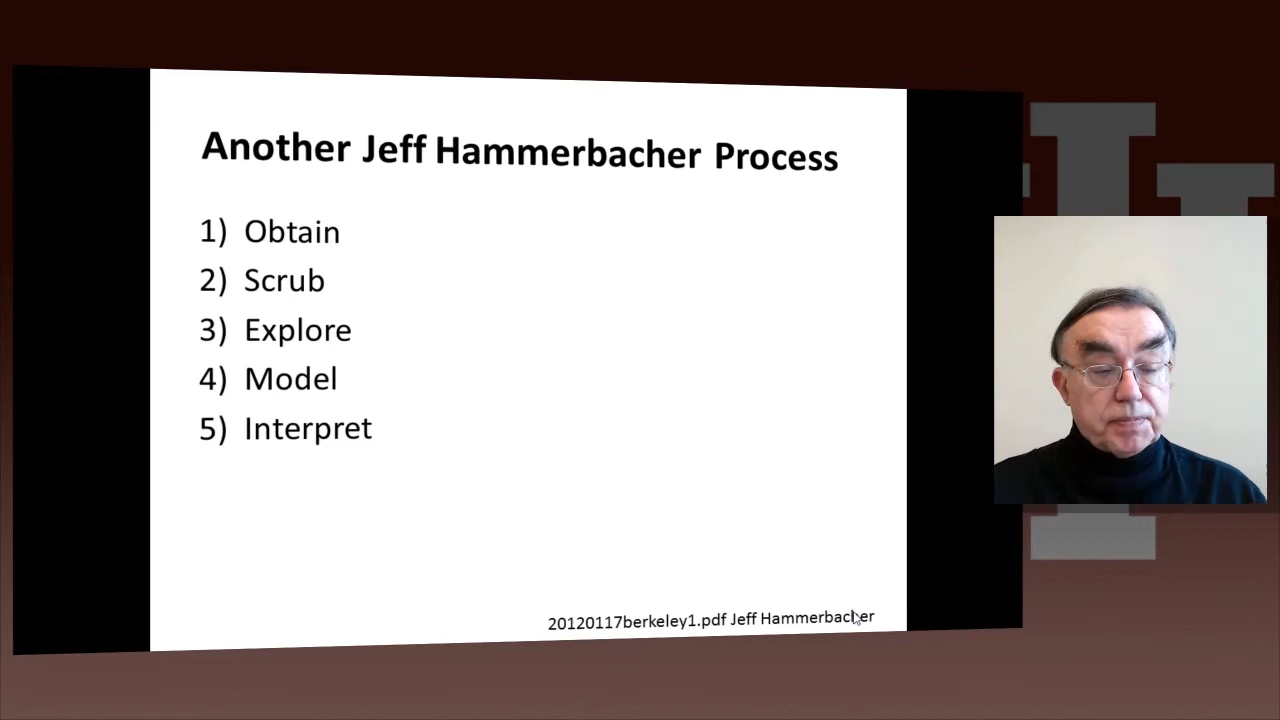 Another Jeff Hammerbacher Process
1) Obtain
2) Scrub
3) Explore
4) Model
5) Interpret
20120117berkeley1.pdf Jeff Hammerbacher